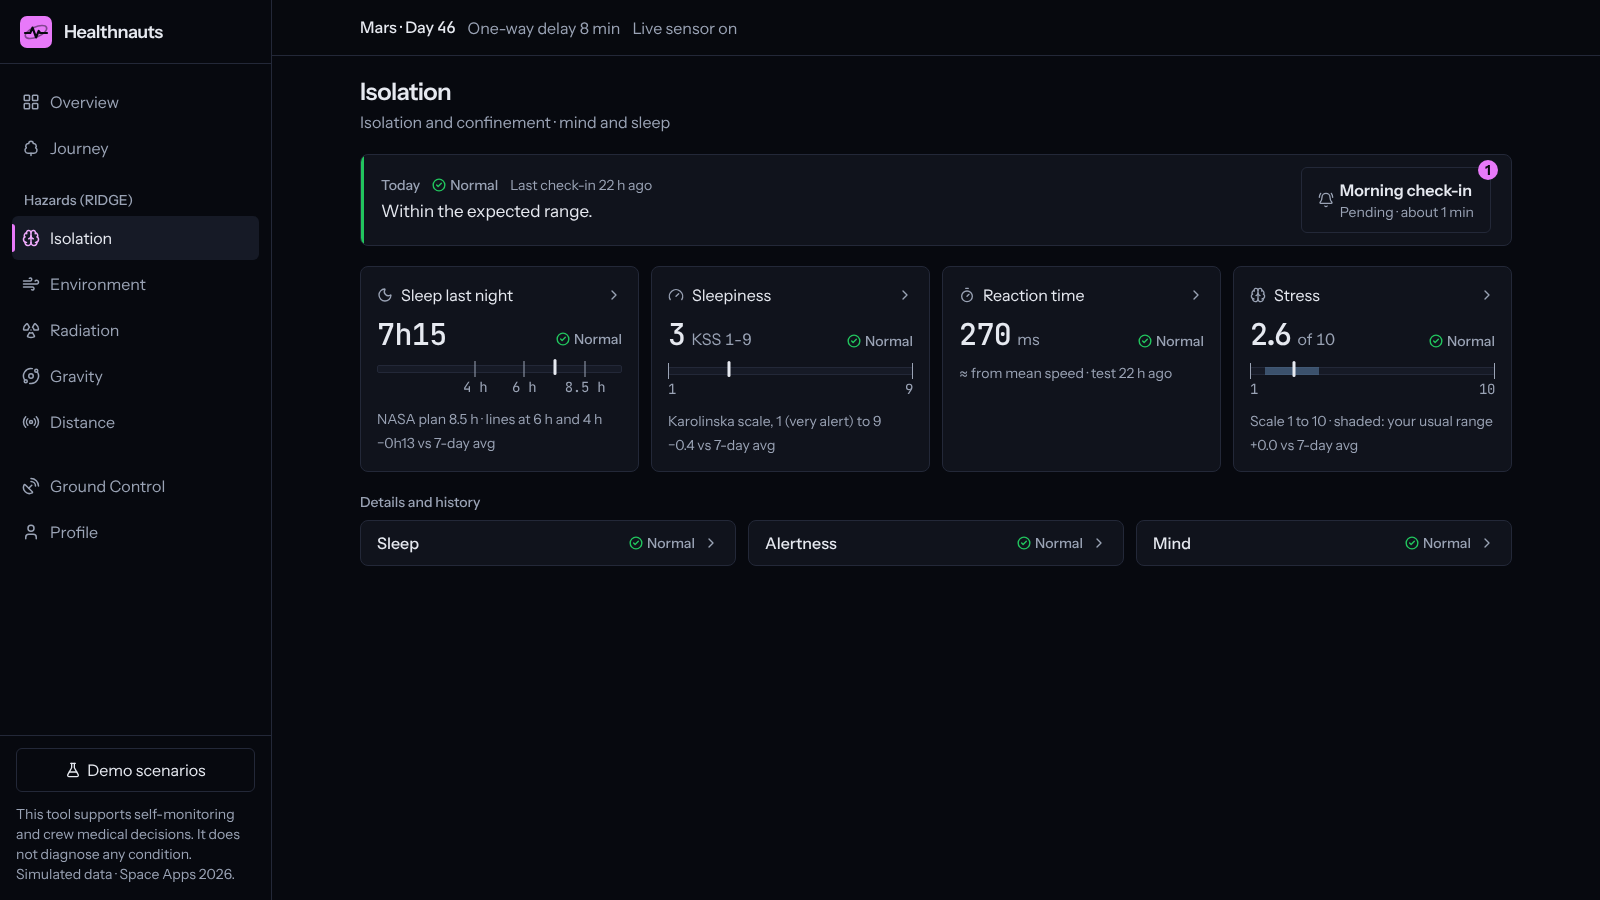 Healthnauts
Mars · Day 46 One-way delay 8 min Live sensor on
Overview
Journey
Hazards (RIDGE)
Isolation
Environment
Radiation
Gravity
Distance
Ground Control
Profile
Demo scenarios
This tool supports self-monitoring
and crew medical decisions. It does
not diagnose any condition.
Simulated data · Space Apps 2026.
Isolation
Isolation and confinement · mind and sleep
Today Normal Last check-in 22 h ago
Within the expected range.
1
Morning check-in
Pending · about 1 min
Sleep last night
7h15 Normal
4 h 6 h 8.5 h
NASA plan 8.5 h · lines at 6 h and 4 h
−0h13 vs 7-day avg
Sleepiness
3 KSS 1–9 Normal
1 9
Karolinska scale, 1 (very alert) to 9
−0.4 vs 7-day avg
Reaction time
270 ms Normal
≈ from mean speed · test 22 h ago
Stress
2.6 of 10 Normal
1 10
Scale 1 to 10 · shaded: your usual range
+0.0 vs 7-day avg
Details and history
Sleep Normal
Alertness Normal
Mind Normal